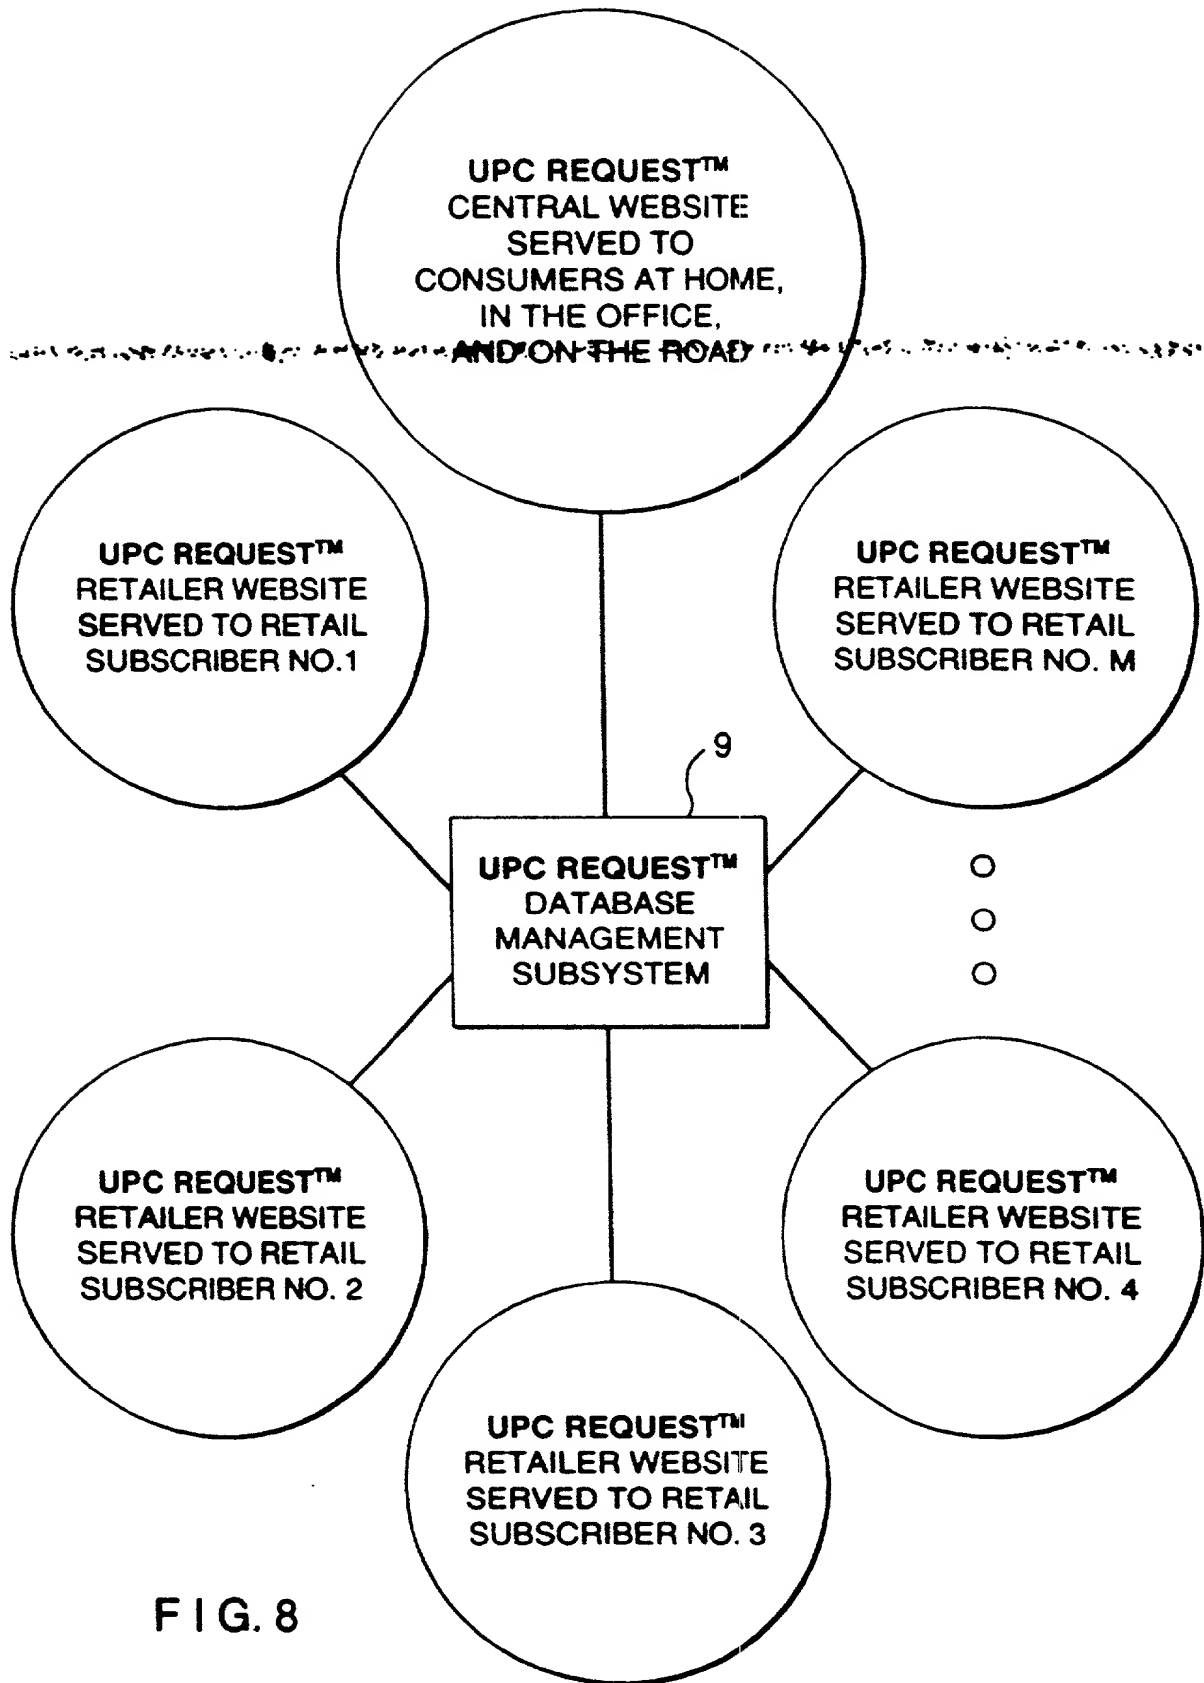 UPC REQUEST™
CENTRAL WEBSITE
SERVED TO
CONSUMERS AT HOME,
IN THE OFFICE,
AND ON THE ROAD
UPC REQUEST™
RETAILER WEBSITE
SERVED TO RETAIL
SUBSCRIBER NO.1
UPC REQUEST™
RETAILER WEBSITE
SERVED TO RETAIL
SUBSCRIBER NO. M
9
UPC REQUEST™
DATABASE
MANAGEMENT
SUBSYSTEM
UPC REQUEST™
RETAILER WEBSITE
SERVED TO RETAIL
SUBSCRIBER NO. 2
UPC REQUEST™
RETAILER WEBSITE
SERVED TO RETAIL
SUBSCRIBER NO. 4
UPC REQUEST™
RETAILER WEBSITE
SERVED TO RETAIL
SUBSCRIBER NO. 3
FIG. 8